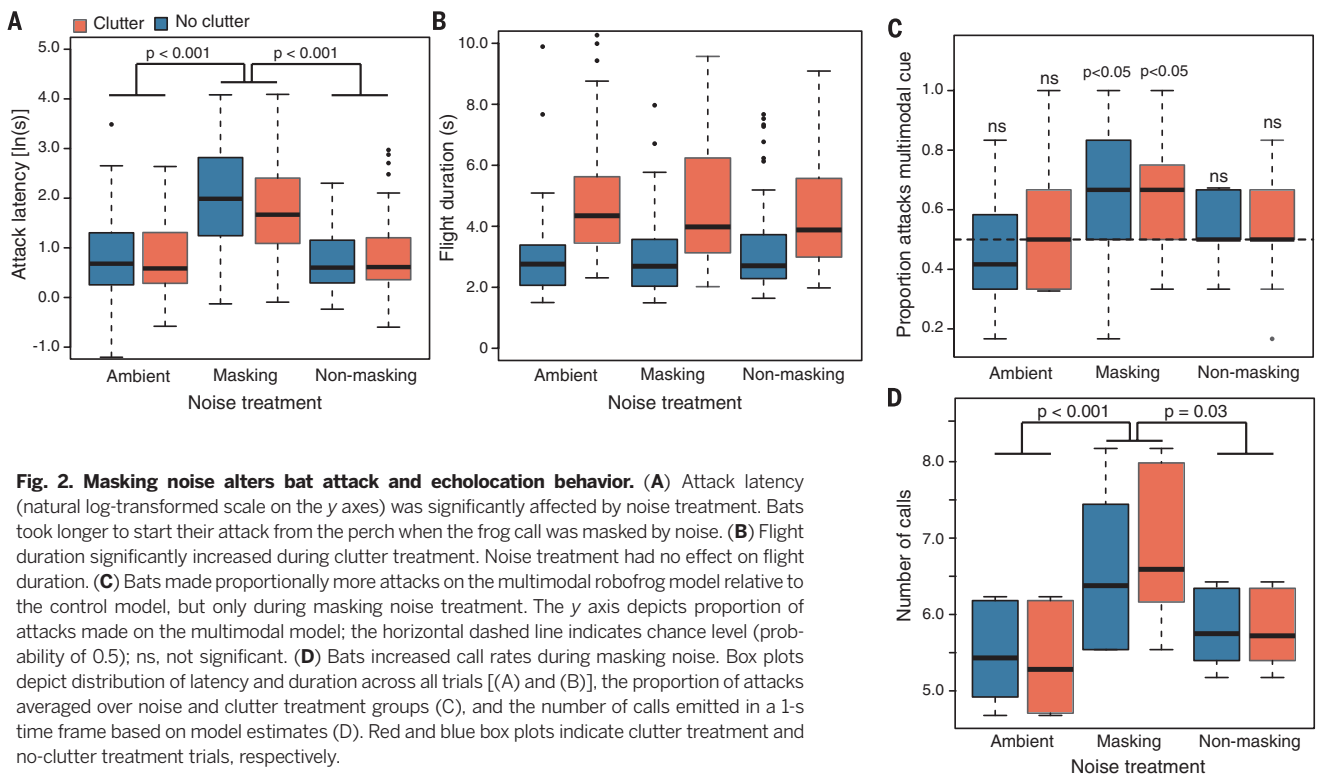 A
Clutter No clutter
p < 0.001 p < 0.001
5.0
4.0
3.0
2.0
1.0
0.0
-1.0
Attack latency [ln(s)]
Ambient Masking Non-masking
Noise treatment
B
10.0
8.0
6.0
4.0
2.0
0
Flight duration (s)
Ambient Masking Non-masking
Noise treatment
C
1.0
0.8
0.6
0.4
0.2
Proportion attacks multimodal cue
ns ns p<0.05 p<0.05 ns ns
Ambient Masking Non-masking
D
p < 0.001 p = 0.03
8.0
7.0
6.0
5.0
Number of calls
Ambient Masking Non-masking
Noise treatment
Fig. 2. Masking noise alters bat attack and echolocation behavior. (A) Attack latency
(natural log-transformed scale on the y axes) was significantly affected by noise treatment. Bats
took longer to start their attack from the perch when the frog call was masked by noise. (B) Flight
duration significantly increased during clutter treatment. Noise treatment had no effect on flight
duration. (C) Bats made proportionally more attacks on the multimodal robofrog model relative to
the control model, but only during masking noise treatment. The y axis depicts proportion of
attacks made on the multimodal model; the horizontal dashed line indicates chance level (prob-
ability of 0.5); ns, not significant. (D) Bats increased call rates during masking noise. Box plots
depict distribution of latency and duration across all trials [(A) and (B)], the proportion of attacks
averaged over noise and clutter treatment groups (C), and the number of calls emitted in a 1-s
time frame based on model estimates (D). Red and blue box plots indicate clutter treatment and
no-clutter treatment trials, respectively.